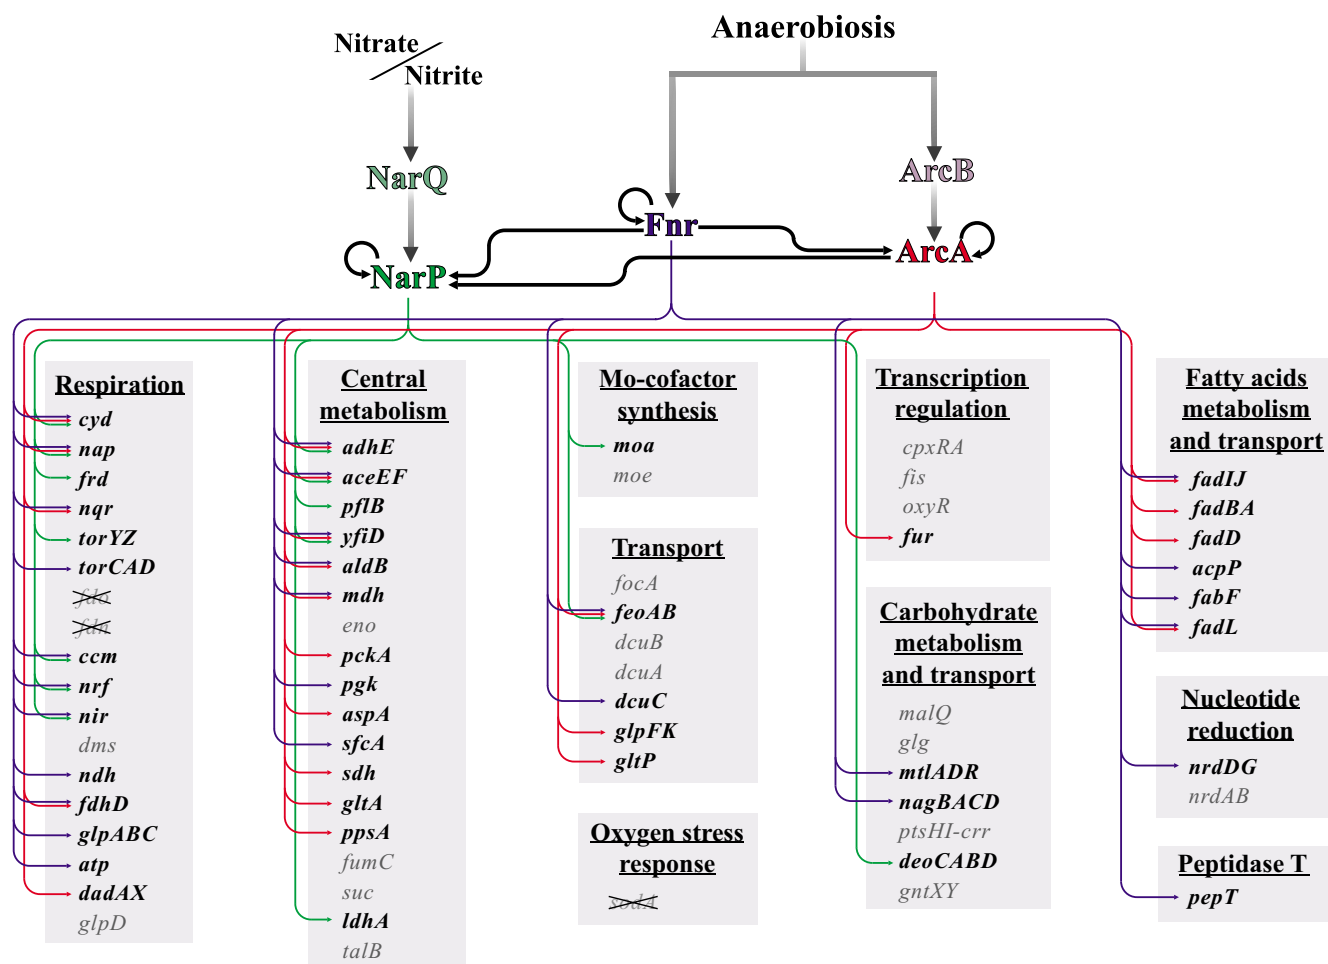 Nitrate
Nitrite
Anaerobiosis
NarQ
ArcB
Fnr
ArcA
NarP
Respiration
cyd
nap
frd
nqr
torYZ
torCAD
fdo
fdn
ccm
nrf
nir
dms
ndh
fdhD
glpABC
atp
dadAX
glpD
Central
metabolism
adhE
aceEF
pflB
yfiD
aldB
mdh
eno
pckA
pgk
aspA
sfcA
sdh
gltA
ppsA
fumC
suc
ldhA
talB
Mo-cofactor
synthesis
moa
moe
Transport
focA
feoAB
dcuB
dcuA
dcuC
glpFK
gltP
Oxygen stress
response
sodA
Transcription
regulation
cpxRA
fis
oxyR
fur
Carbohydrate
metabolism
and transport
malQ
glg
mtlADR
nagBACD
ptsHI-crr
deoCABD
gntXY
Fatty acids
metabolism
and transport
fadIJ
fadBA
fadD
acpP
fabF
fadL
Nucleotide
reduction
nrdDG
nrdAB
Peptidase T
pepT